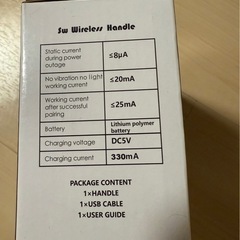 Sw Wireless Handle
Static current
during power
outage
≤8μA
No vibration no light
working current
≤20mA
Working current
after successful
pairing
≤25mA
Battery
Lithium polymer
battery
Charging voltage
DC5V
Charging current
330mA
PACKAGE CONTENT
1×HANDLE
1×USB CABLE
1×USER GUIDE